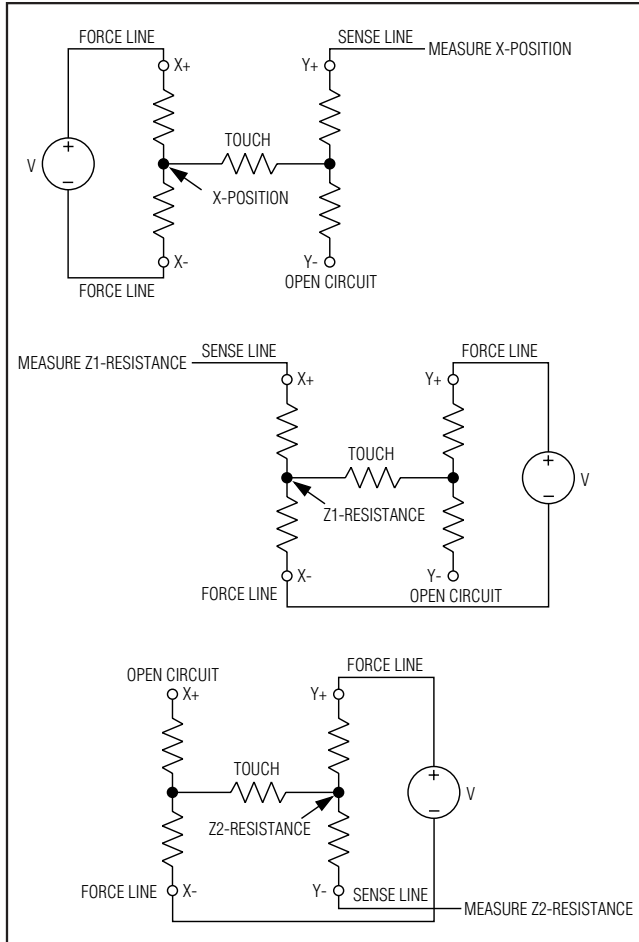 FORCE LINE
SENSE LINE
MEASURE X-POSITION
X+
Y+
TOUCH
+
V
−
X-POSITION
X-
Y-
FORCE LINE
OPEN CIRCUIT
MEASURE Z1-RESISTANCE
SENSE LINE
FORCE LINE
X+
Y+
TOUCH
+
V
−
Z1-RESISTANCE
X-
Y-
FORCE LINE
OPEN CIRCUIT
OPEN CIRCUIT
FORCE LINE
X+
Y+
TOUCH
+
V
−
Z2-RESISTANCE
FORCE LINE
X-
Y-
SENSE LINE
MEASURE Z2-RESISTANCE